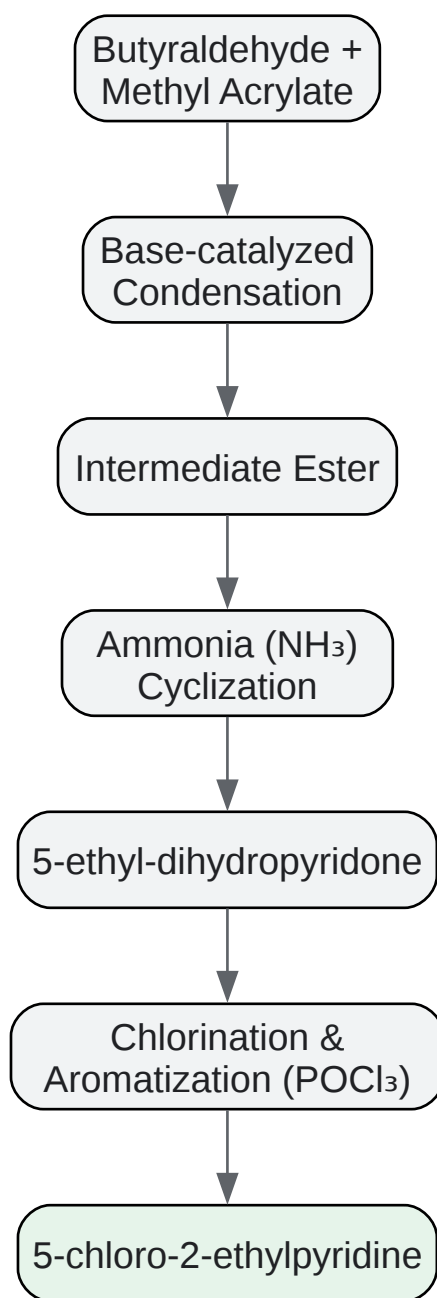 Butyraldehyde +
Methyl Acrylate
Base-catalyzed
Condensation
Intermediate Ester
Ammonia (NH₃)
Cyclization
5-ethyl-dihydropyridone
Chlorination &
Aromatization (POCl₃)
5-chloro-2-ethylpyridine